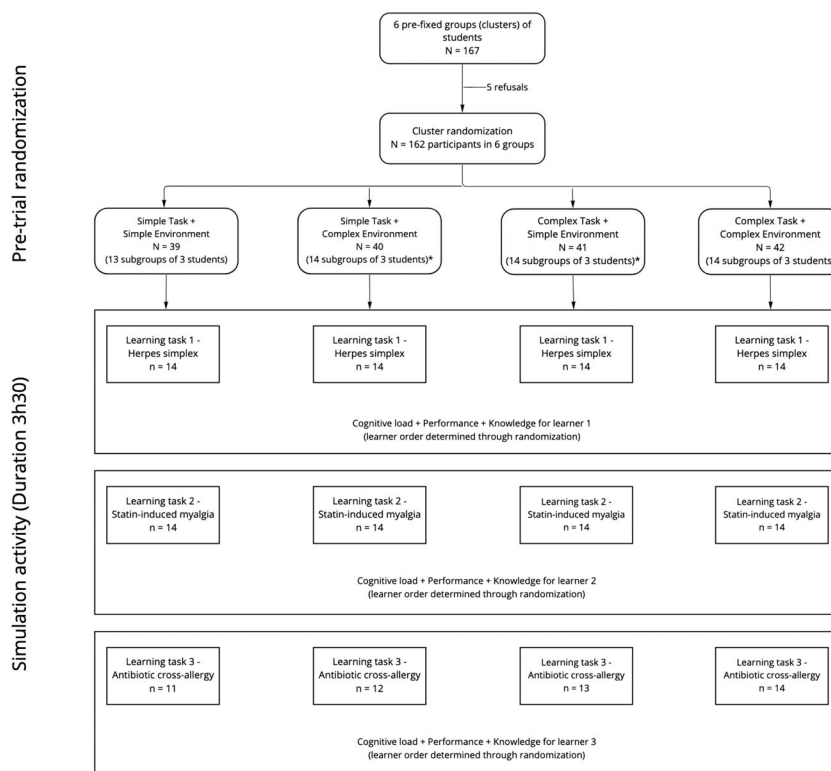 6 pre-fixed groups (clusters) of
students
N = 167
5 refusals
Cluster randomization
N = 162 participants in 6 groups
Pre-trial randomization
Simple Task +
Simple Environment
N = 39
(13 subgroups of 3 students)
Simple Task +
Complex Environment
N = 40
(14 subgroups of 3 students)*
Complex Task +
Simple Environment
N = 41
(14 subgroups of 3 students)*
Complex Task +
Complex Environment
N = 42
(14 subgroups of 3 students
Simulation activity (Duration 3h30)
Learning task 1 -
Herpes simplex
n = 14
Learning task 1 -
Herpes simplex
n = 14
Learning task 1 -
Herpes simplex
n = 14
Learning task 1 -
Herpes simplex
n = 14
Cognitive load + Performance + Knowledge for learner 1
(learner order determined through randomization)
Learning task 2 -
Statin-induced myalgia
n = 14
Learning task 2 -
Statin-induced myalgia
n = 14
Learning task 2 -
Statin-induced myalgia
n = 14
Learning task 2 -
Statin-induced myalgia
n = 14
Cognitive load + Performance + Knowledge for learner 2
(learner order determined through randomization)
Learning task 3 -
Antibiotic cross-allergy
n = 11
Learning task 3 -
Antibiotic cross-allergy
n = 12
Learning task 3 -
Antibiotic cross-allergy
n = 13
Learning task 3 -
Antibiotic cross-allergy
n = 14
Cognitive load + Performance + Knowledge for learner 3
(learner order determined through randomization)